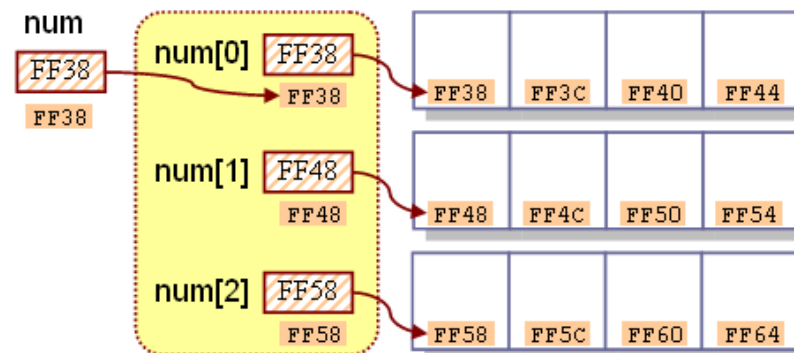 num
FF38
FF38
num[0] FF38
FF38
FF38 FF3C FF40 FF44
num[1] FF48
FF48
FF48 FF4C FF50 FF54
num[2] FF58
FF58
FF58 FF5C FF60 FF64